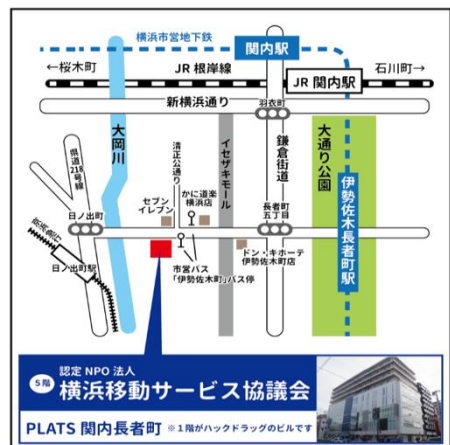 横浜市営地下鉄
関内駅
←桜木町
JR 根岸線
石川町→
JR 関内駅
新横浜通り
羽衣町
大岡川
県道218号線
清正公通り
イセザキモール
鎌倉街道
大通り公園
伊勢佐木長者町駅
かに道楽
横浜店
セブン
イレブン
長者町
五丁目
日ノ出町
京浜急行
日ノ出町駅
市営バス
「伊勢佐木町」バス停
ドン・キホーテ
伊勢佐木町店
5階
認定 NPO 法人
横浜移動サービス協議会
PLATS 関内長者町 ※1階がハックドラッグのビルです